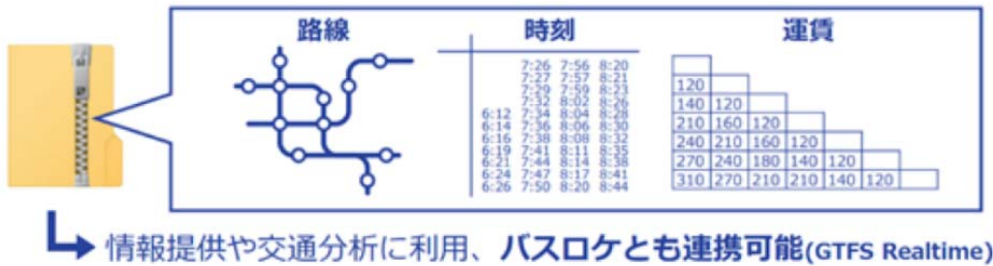 路線
時刻
運賃
7:26 7:56 8:20
7:27 7:57 8:21
7:29 7:59 8:23
7:32 8:02 8:26
6:12 7:34 8:04 8:28
6:14 7:36 8:06 8:30
6:16 7:38 8:08 8:32
6:19 7:41 8:11 8:35
6:21 7:44 8:14 8:38
6:24 7:47 8:17 8:41
6:26 7:50 8:20 8:44
120
140 120
210 160 120
240 210 160 120
270 240 180 140 120
310 270 210 210 140 120
情報提供や交通分析に利用、バスロケとも連携可能(GTFS Realtime)